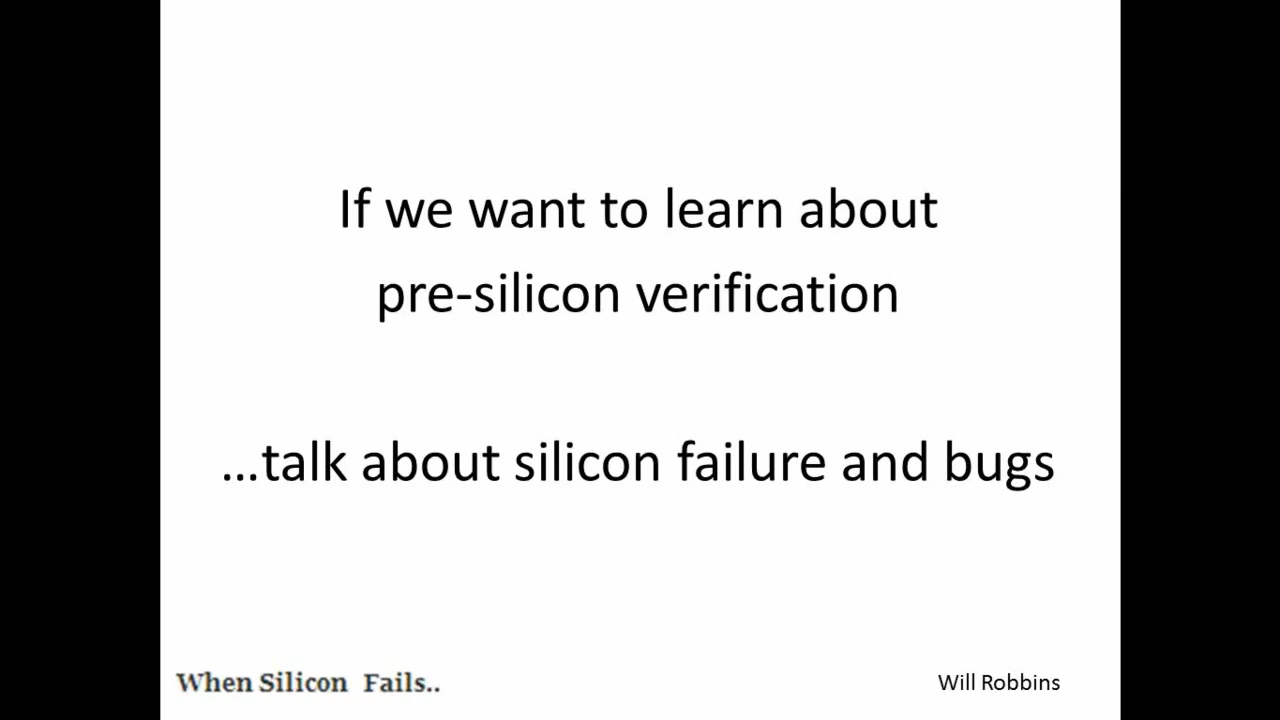 If we want to learn about
pre-silicon verification
...talk about silicon failure and bugs
When Silicon Fails..
Will Robbins